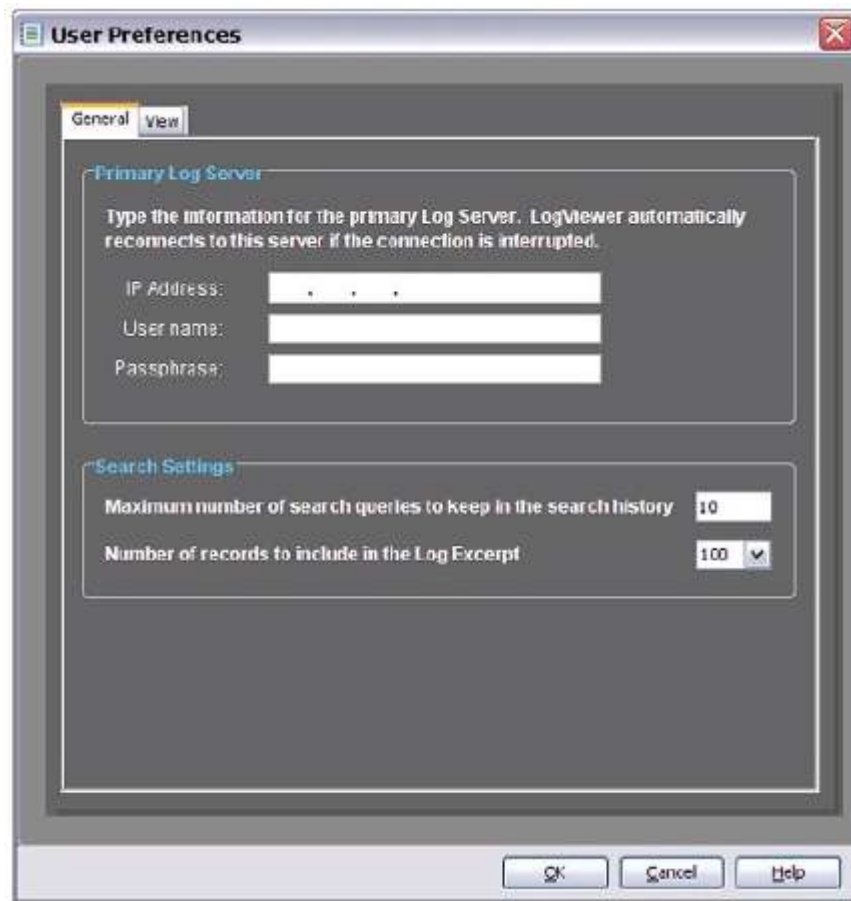 User Preferences
General
View
Primary Log Server
Type the information for the primary Log Server. LogViewer automatically
reconnects to this server if the connection is interrupted.
IP Address:
. . .
User name:
Passphrase:
Search Settings
Maximum number of search queries to keep in the search history
10
Number of records to include in the Log Excerpt
100
OK
Cancel
Help